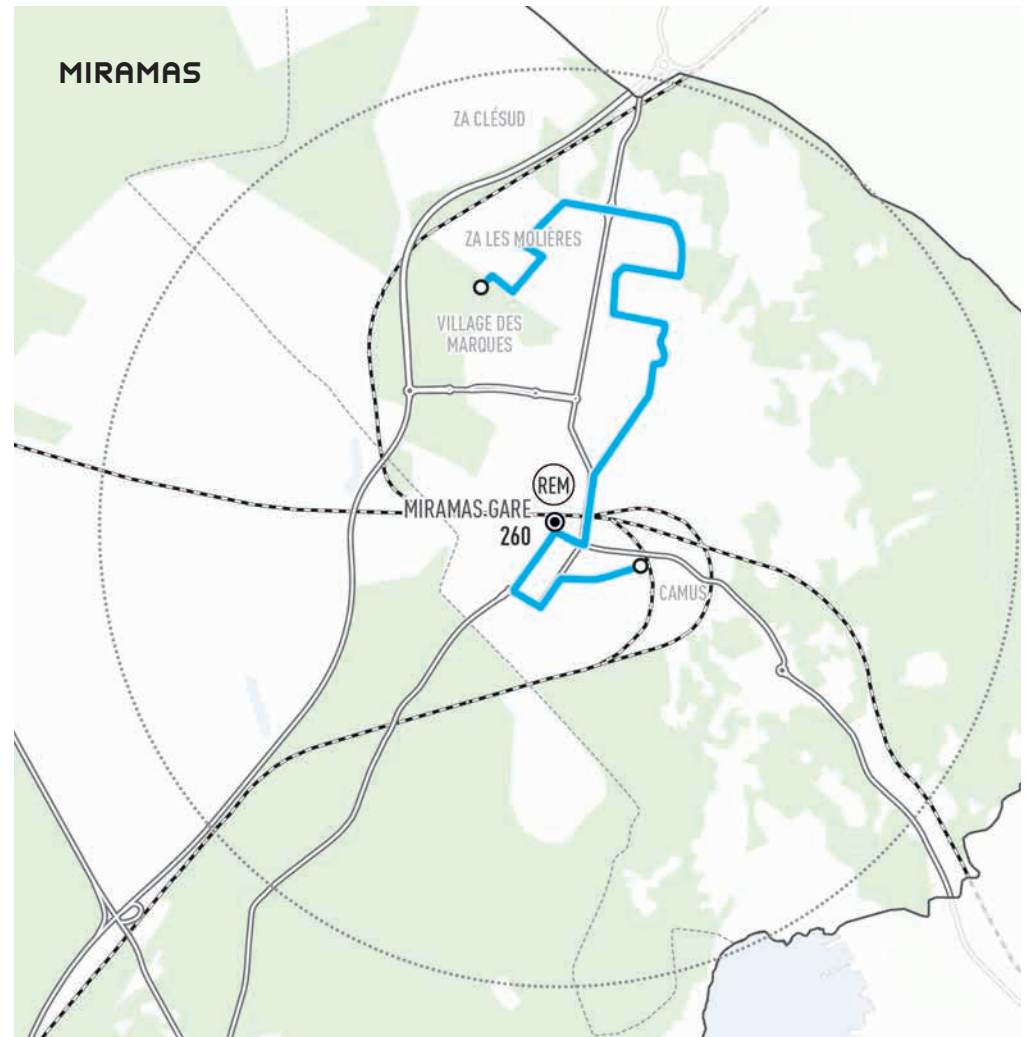 MIRAMAS
ZA CLÉSUD
ZA LES MOLIÈRES
VILLAGE DES
MARQUES
REM
MIRAMAS-GARE
260
CAMUS